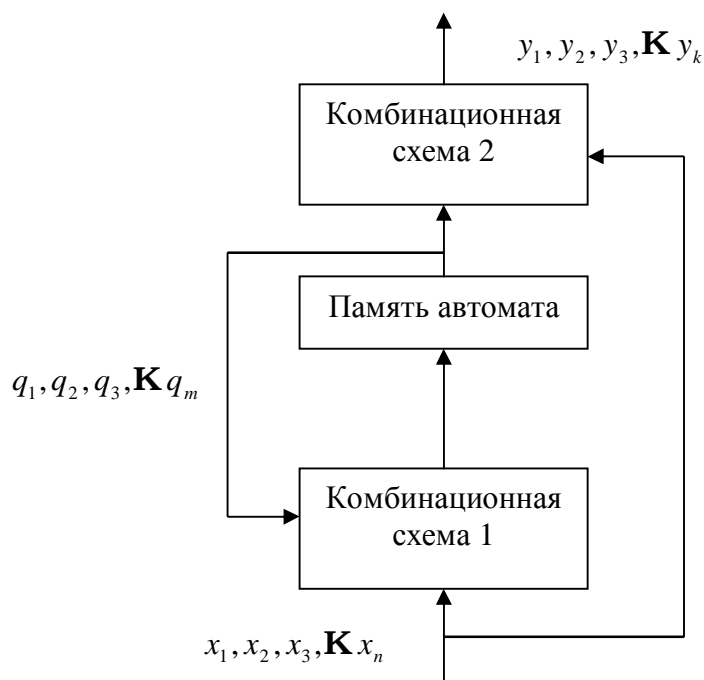 y₁, y₂, y₃, K yₖ
Комбинационная
схема 2
Память автомата
q₁, q₂, q₃, K qₘ
Комбинационная
схема 1
x₁, x₂, x₃, K xₙ